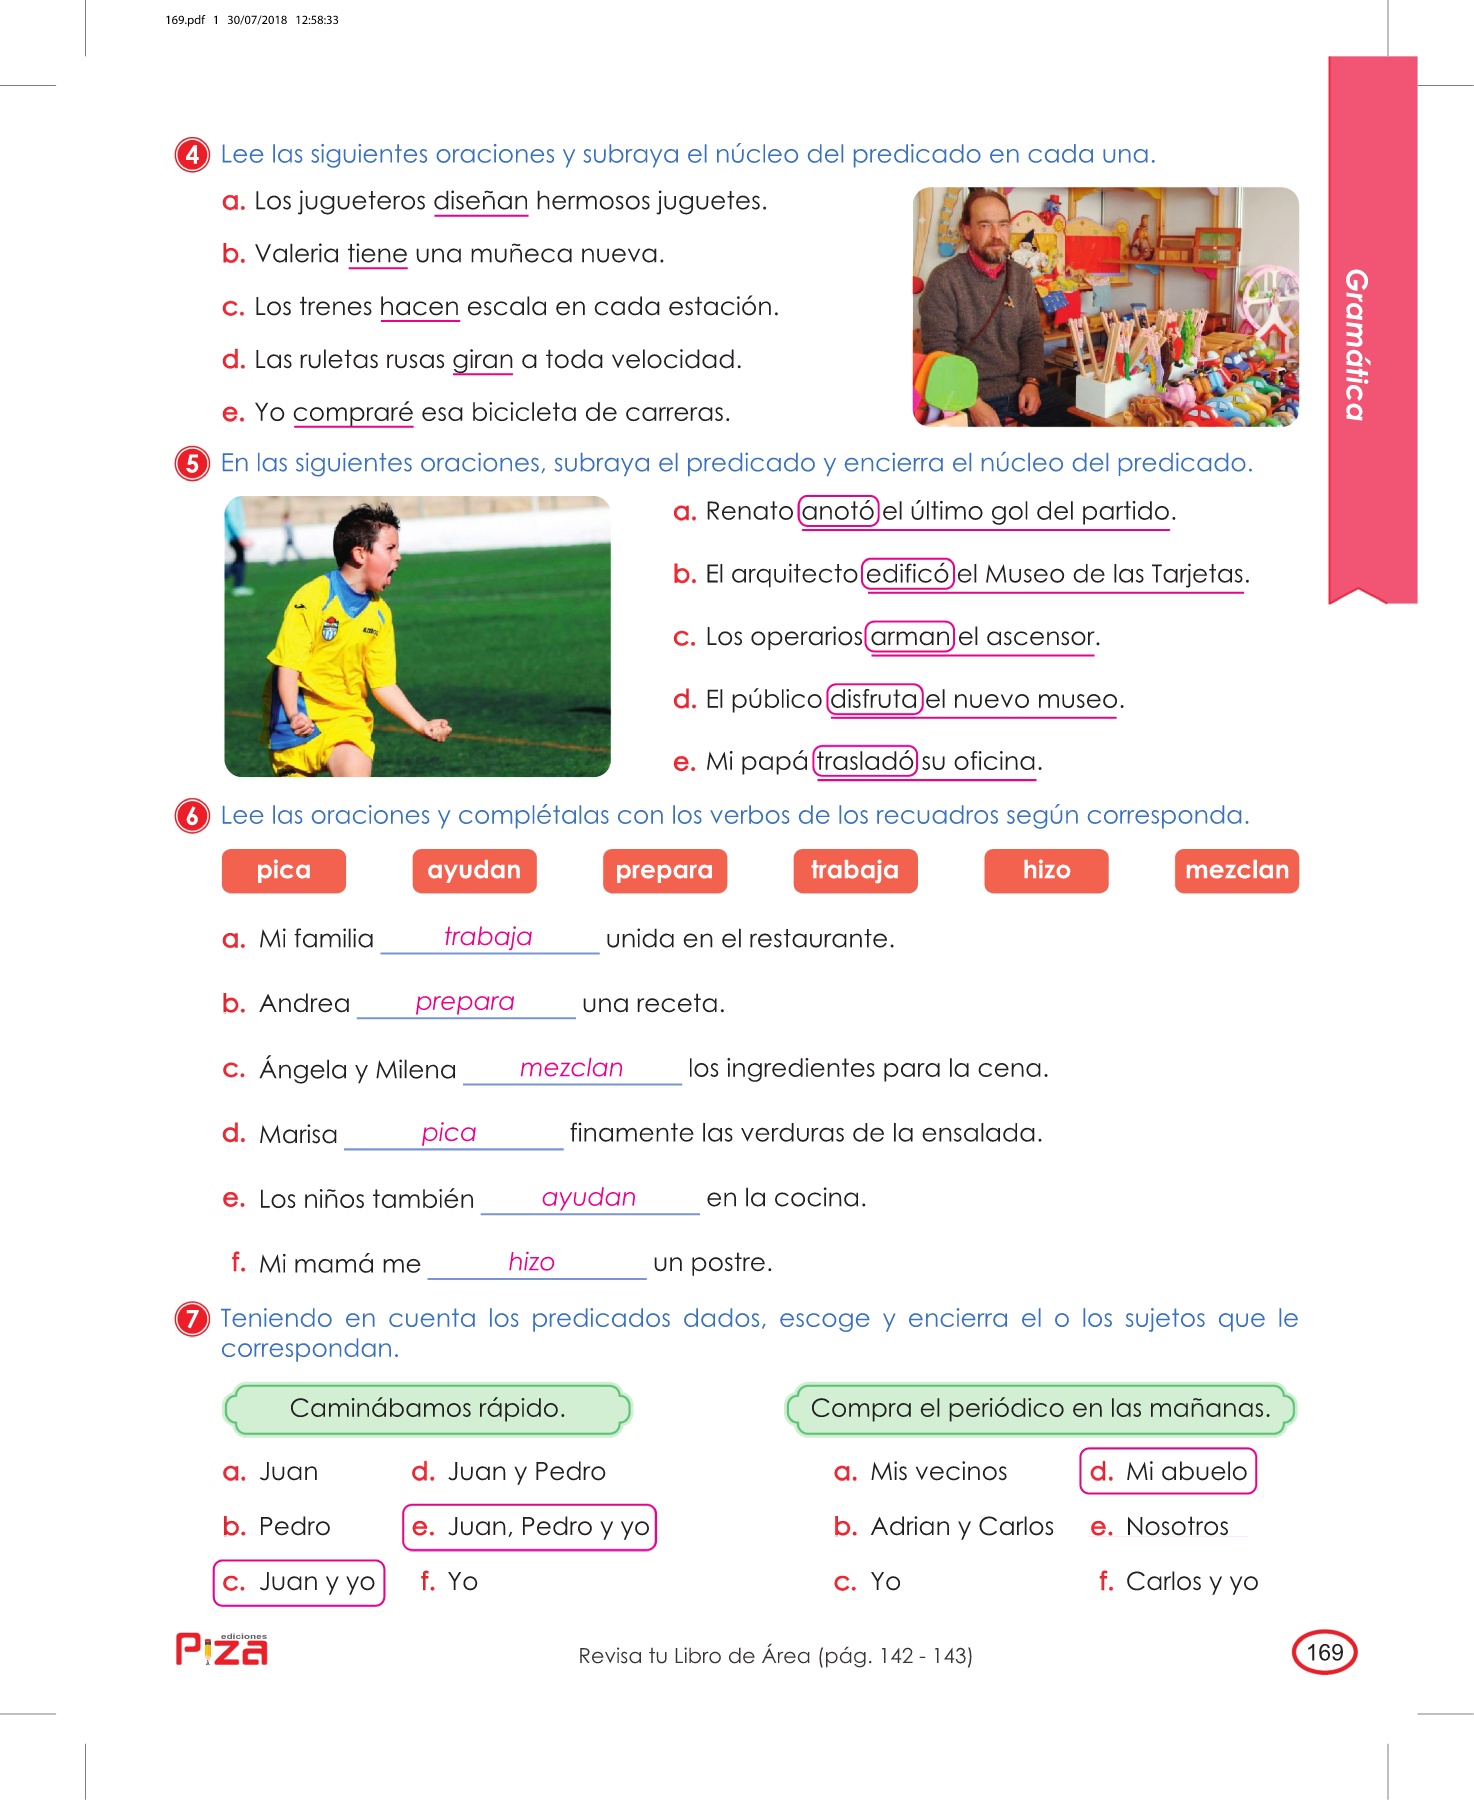 169.pdf 1 30/07/2018 12:58:33
Gramática
4 Lee las siguientes oraciones y subraya el núcleo del predicado en cada una.
a. Los jugueteros diseñan hermosos juguetes.
b. Valeria tiene una muñeca nueva.
c. Los trenes hacen escala en cada estación.
d. Las ruletas rusas giran a toda velocidad.
e. Yo compraré esa bicicleta de carreras.
5 En las siguientes oraciones, subraya el predicado y encierra el núcleo del predicado.
a. Renato anotó el último gol del partido.
b. El arquitecto edificó el Museo de las Tarjetas.
c. Los operarios arman el ascensor.
d. El público disfruta el nuevo museo.
e. Mi papá trasladó su oficina.
6 Lee las oraciones y complétalas con los verbos de los recuadros según corresponda.
pica ayudan prepara trabaja hizo mezclan
a. Mi familia trabaja unida en el restaurante.
b. Andrea prepara una receta.
c. Ángela y Milena mezclan los ingredientes para la cena.
d. Marisa pica finamente las verduras de la ensalada.
e. Los niños también ayudan en la cocina.
f. Mi mamá me hizo un postre.
7 Teniendo en cuenta los predicados dados, escoge y encierra el o los sujetos que le
correspondan.
Caminábamos rápido.
a. Juan d. Juan y Pedro
b. Pedro e. Juan, Pedro y yo
c. Juan y yo f. Yo
Compra el periódico en las mañanas.
a. Mis vecinos d. Mi abuelo
b. Adrian y Carlos e. Nosotros
c. Yo f. Carlos y yo
ediciones
Piza
Revisa tu Libro de Área (pág. 142 - 143)
169